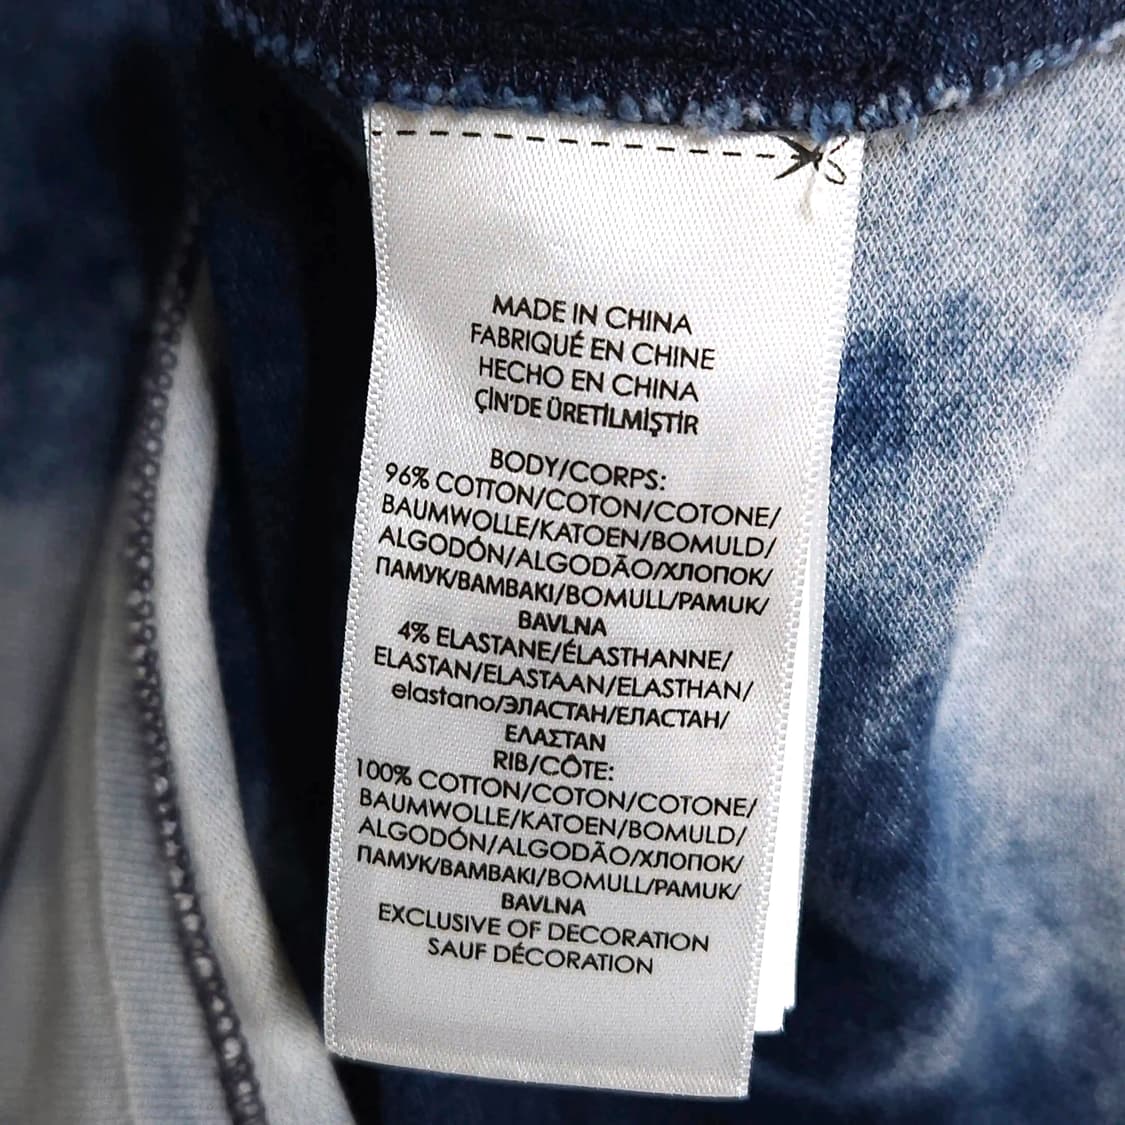 MADE IN CHINA
FABRIQUÉ EN CHINE
HECHO EN CHINA
ÇİN'DE ÜRETİLMİŞTİR
BODY/CORPS:
96% COTTON/COTON/COTONE/
BAUMWOLLE/KATOEN/BOMULD/
ALGODÓN/ALGODÃO/ХЛОПОК/
ПАМУК/BAMBAKI/BOMULL/PAMUK/
BAVLNA
4% ELASTANE/ÉLASTHANNE/
ELASTAN/ELASTAAN/ELASTHAN/
elastano/ЭЛАСТАН/ЕЛАСТАН/
ΕΛΑΣΤΑΝ
RIB/CÔTE:
100% COTTON/COTON/COTONE/
BAUMWOLLE/KATOEN/BOMULD/
ALGODÓN/ALGODÃO/ХЛОПОК/
ПАМУК/BAMBAKI/BOMULL/PAMUK/
BAVLNA
EXCLUSIVE OF DECORATION
SAUF DÉCORATION